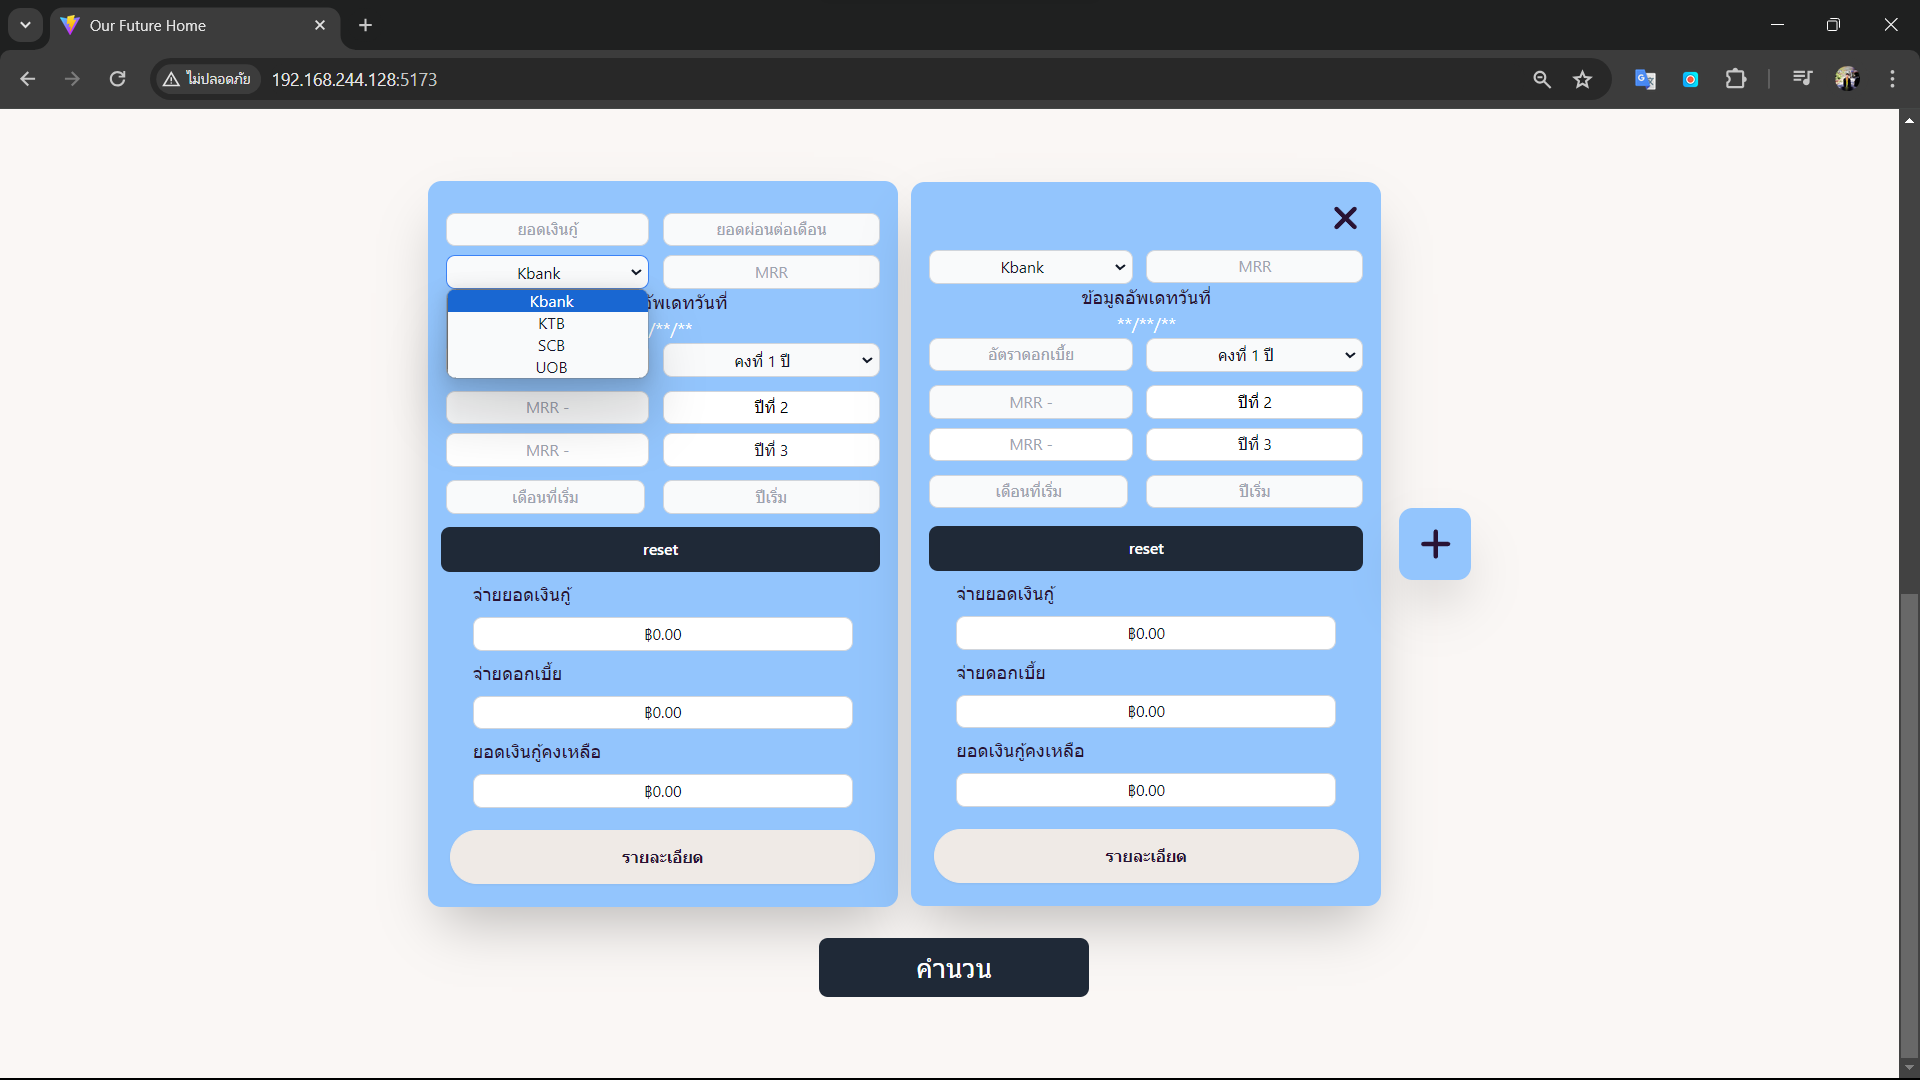 Our Future Home
ไม่ปลอดภัย 192.168.244.128:5173
ยอดเงินกู้ ยอดผ่อนต่อเดือน
Kbank MRR
Kbank
KTB
SCB
UOB
อัพเดทวันที่
/**/**
คงที่ 1 ปี
MRR - ปีที่ 2
MRR - ปีที่ 3
เดือนที่เริ่ม ปีเริ่ม
reset
จ่ายยอดเงินกู้
฿0.00
จ่ายดอกเบี้ย
฿0.00
ยอดเงินกู้คงเหลือ
฿0.00
รายละเอียด
Kbank MRR
ข้อมูลอัพเดทวันที่
**/**/**
อัตราดอกเบี้ย คงที่ 1 ปี
MRR - ปีที่ 2
MRR - ปีที่ 3
เดือนที่เริ่ม ปีเริ่ม
reset
จ่ายยอดเงินกู้
฿0.00
จ่ายดอกเบี้ย
฿0.00
ยอดเงินกู้คงเหลือ
฿0.00
รายละเอียด
คำนวน